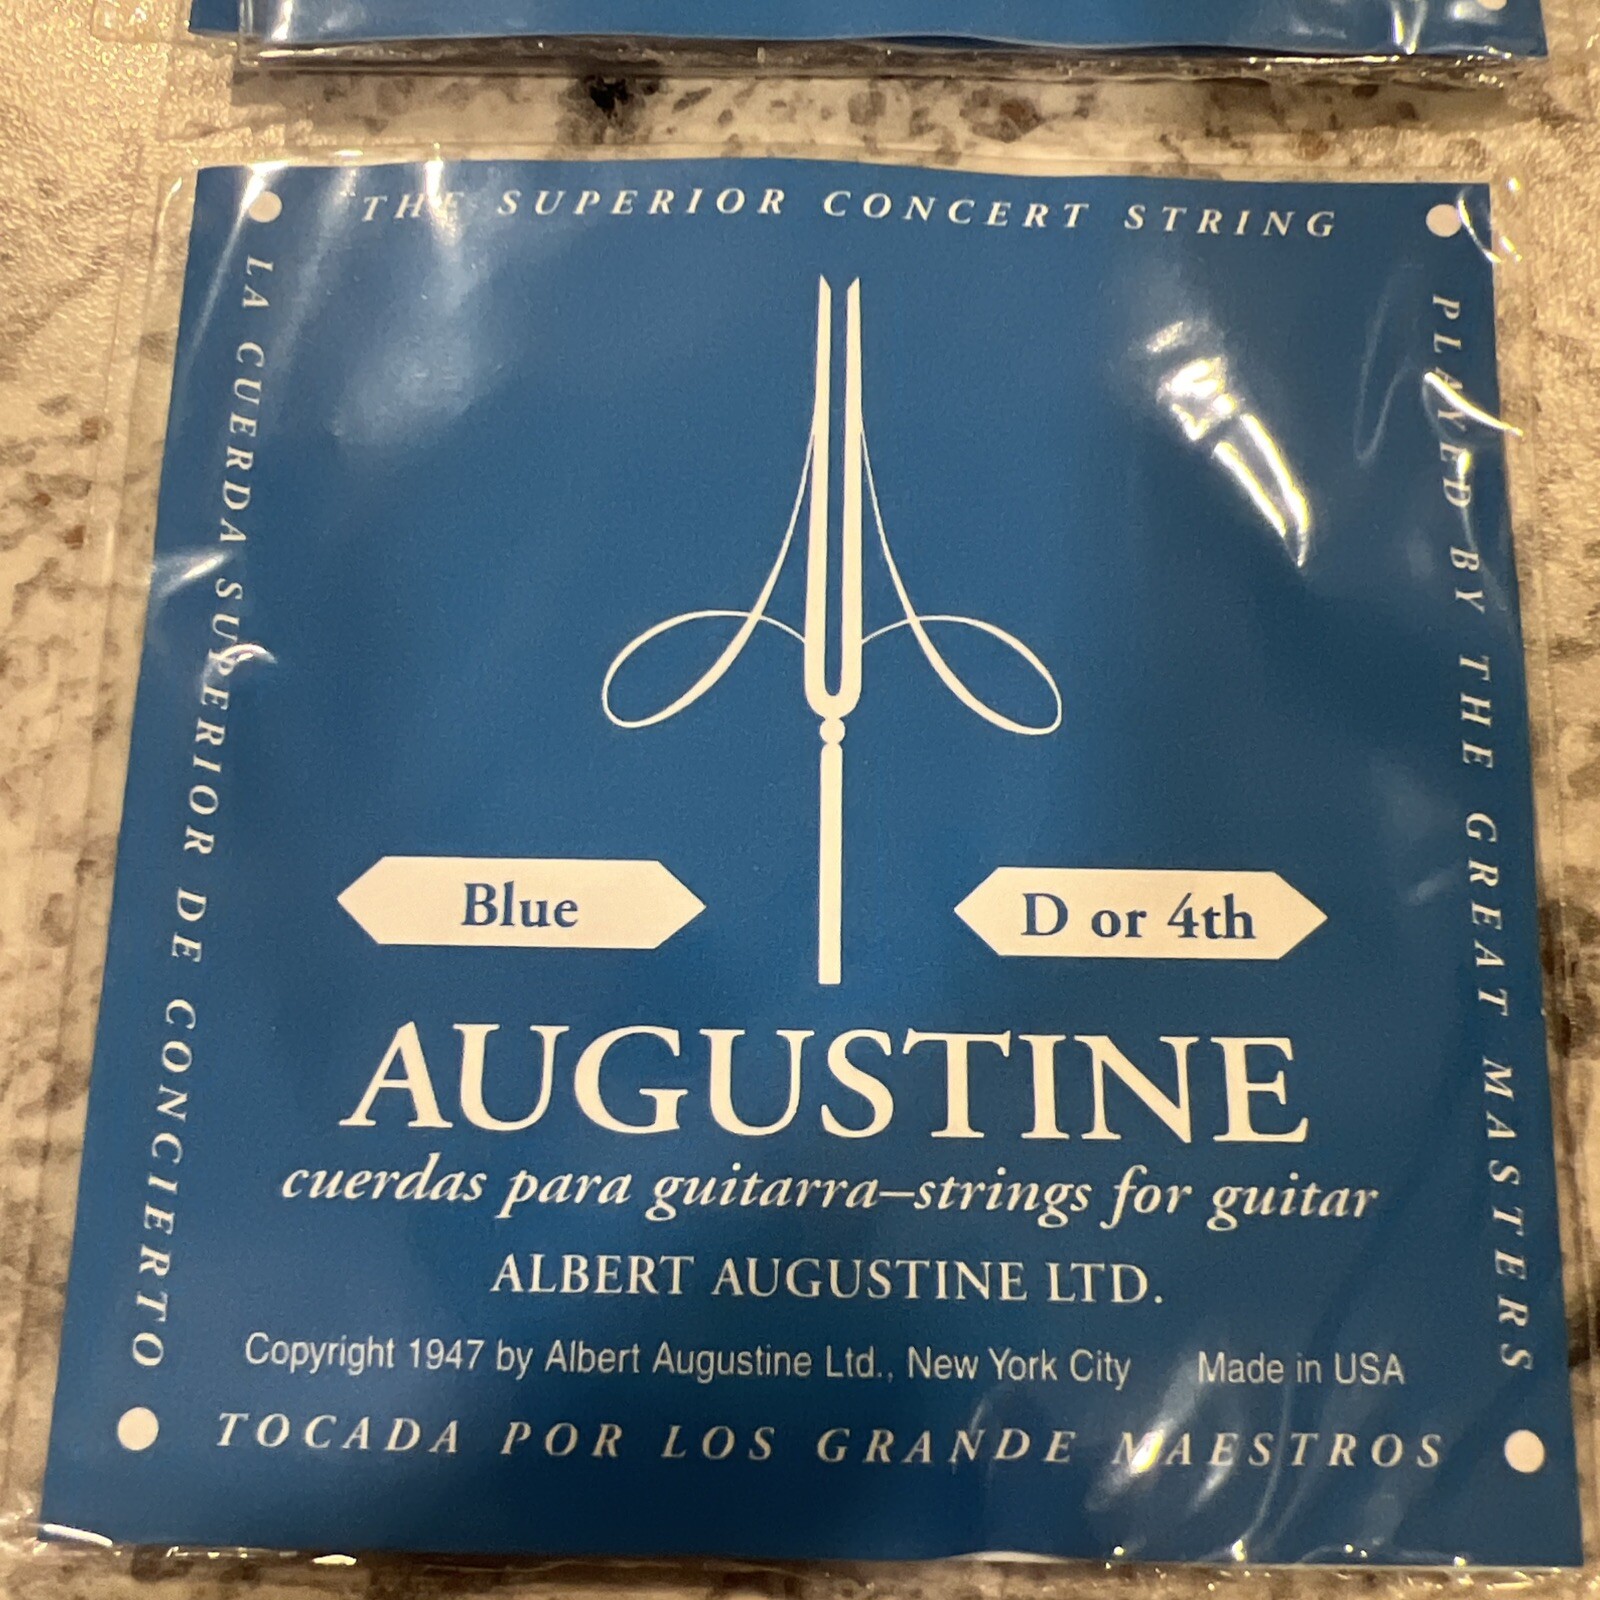 THE SUPERIOR CONCERT STRING
LA CUERDA SUPERIOR DE CONCIERTO
PLAYED BY THE GREAT MASTERS
Blue
D or 4th
AUGUSTINE
cuerdas para guitarra–strings for guitar
ALBERT AUGUSTINE LTD.
Copyright 1947 by Albert Augustine Ltd., New York City Made in USA
TOCADA POR LOS GRANDE MAESTROS